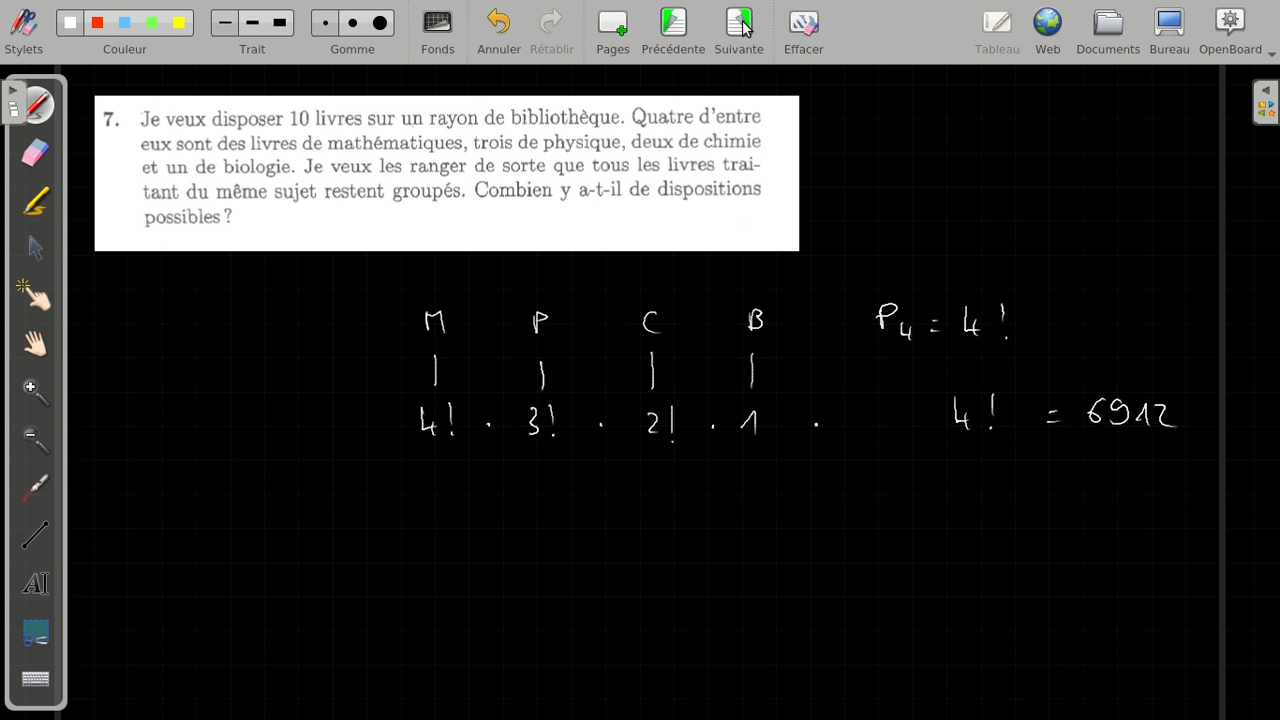 Stylets Couleur Trait Gomme Fonds Annuler Rétablir Pages Précédente Suivante Effacer Tableau Web Documents Bureau OpenBoard
7. Je veux disposer 10 livres sur un rayon de bibliothèque. Quatre d'entre
eux sont des livres de mathématiques, trois de physique, deux de chimie
et un de biologie. Je veux les ranger de sorte que tous les livres trai-
tant du même sujet restent groupés. Combien y a-t-il de dispositions
possibles ?
M P C B P4 = 4!
4! . 3! . 2! . 1 . 4! = 6912
AI